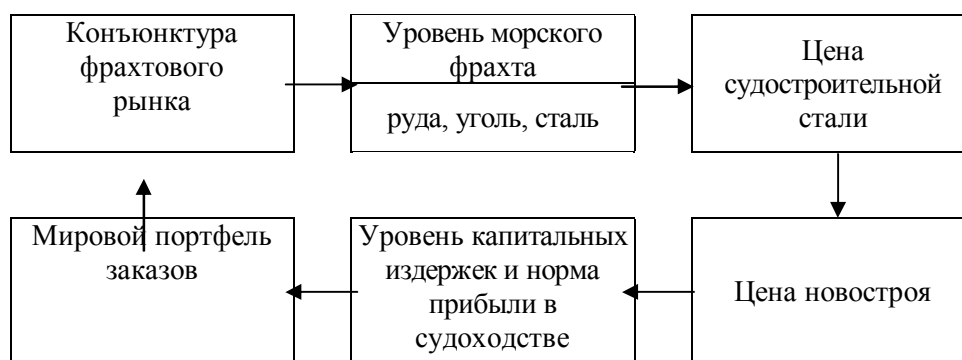 Конъюнктура
фрахтового
рынка
Уровень морского
фрахта
руда, уголь, сталь
Цена
судостроительной
стали
Мировой портфель
заказов
Уровень капитальных
издержек и норма
прибыли в
судоходстве
Цена новостроя